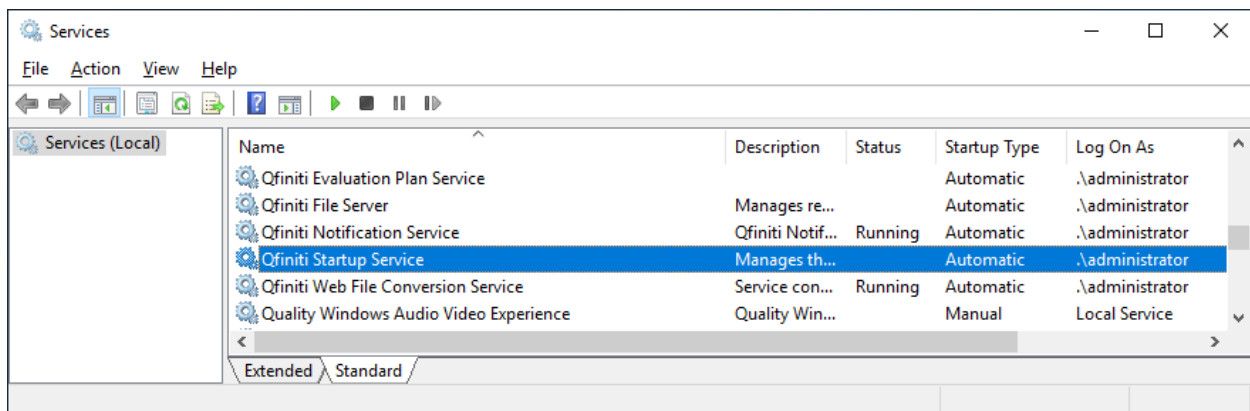 Services
File Action View Help
Services (Local)
Name Description Status Startup Type Log On As
Qfiniti Evaluation Plan Service Automatic .\administrator
Qfiniti File Server Manages re... Automatic .\administrator
Qfiniti Notification Service Qfiniti Notif... Running Automatic .\administrator
Qfiniti Startup Service Manages th... Automatic .\administrator
Qfiniti Web File Conversion Service Service con... Running Automatic .\administrator
Quality Windows Audio Video Experience Quality Win... Manual Local Service
Extended Standard